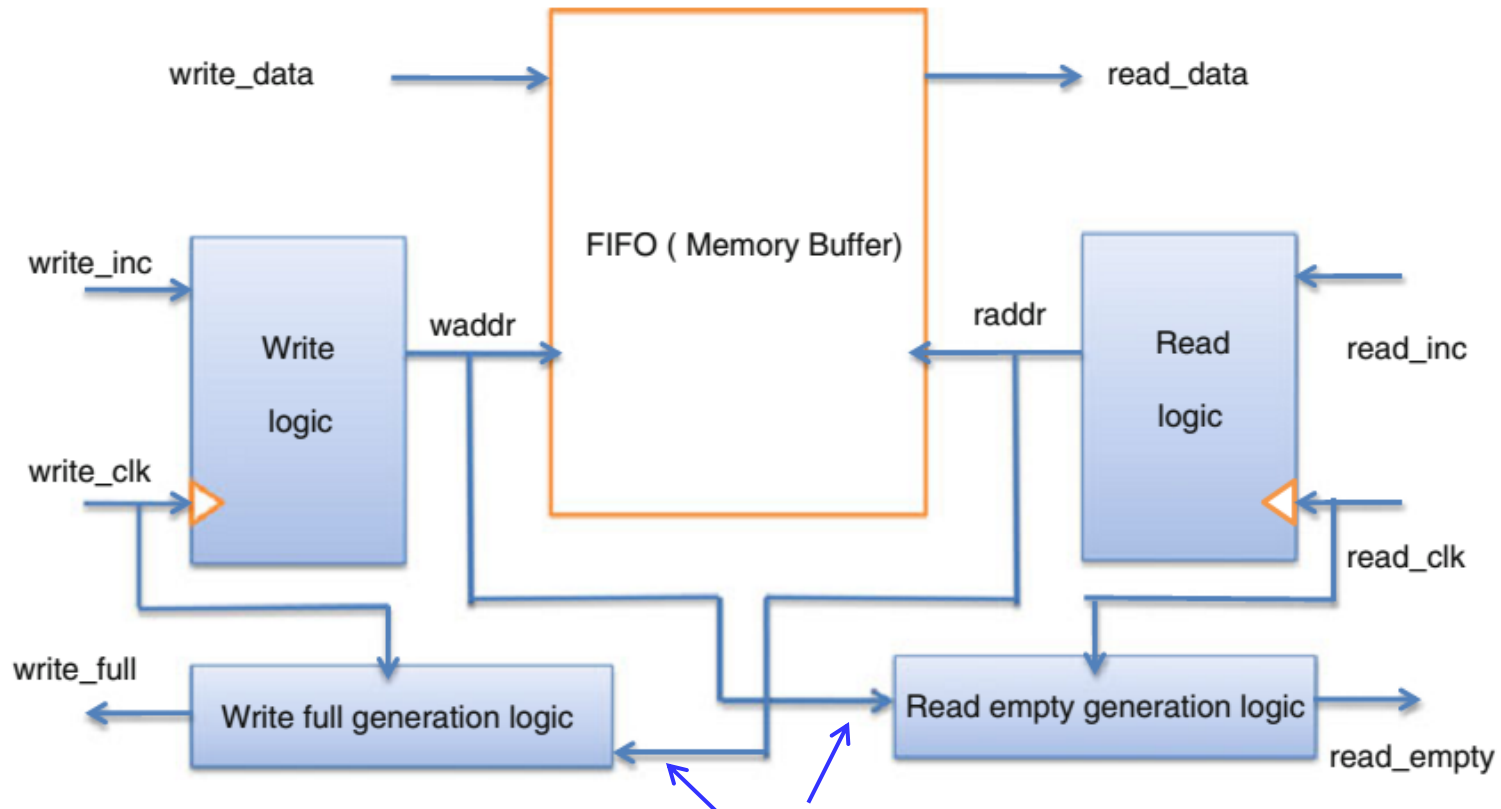 write_data
read_data
FIFO ( Memory Buffer)
write_inc
waddr
raddr
Write
logic
Read
logic
read_inc
write_clk
read_clk
write_full
Write full generation logic
Read empty generation logic
read_empty